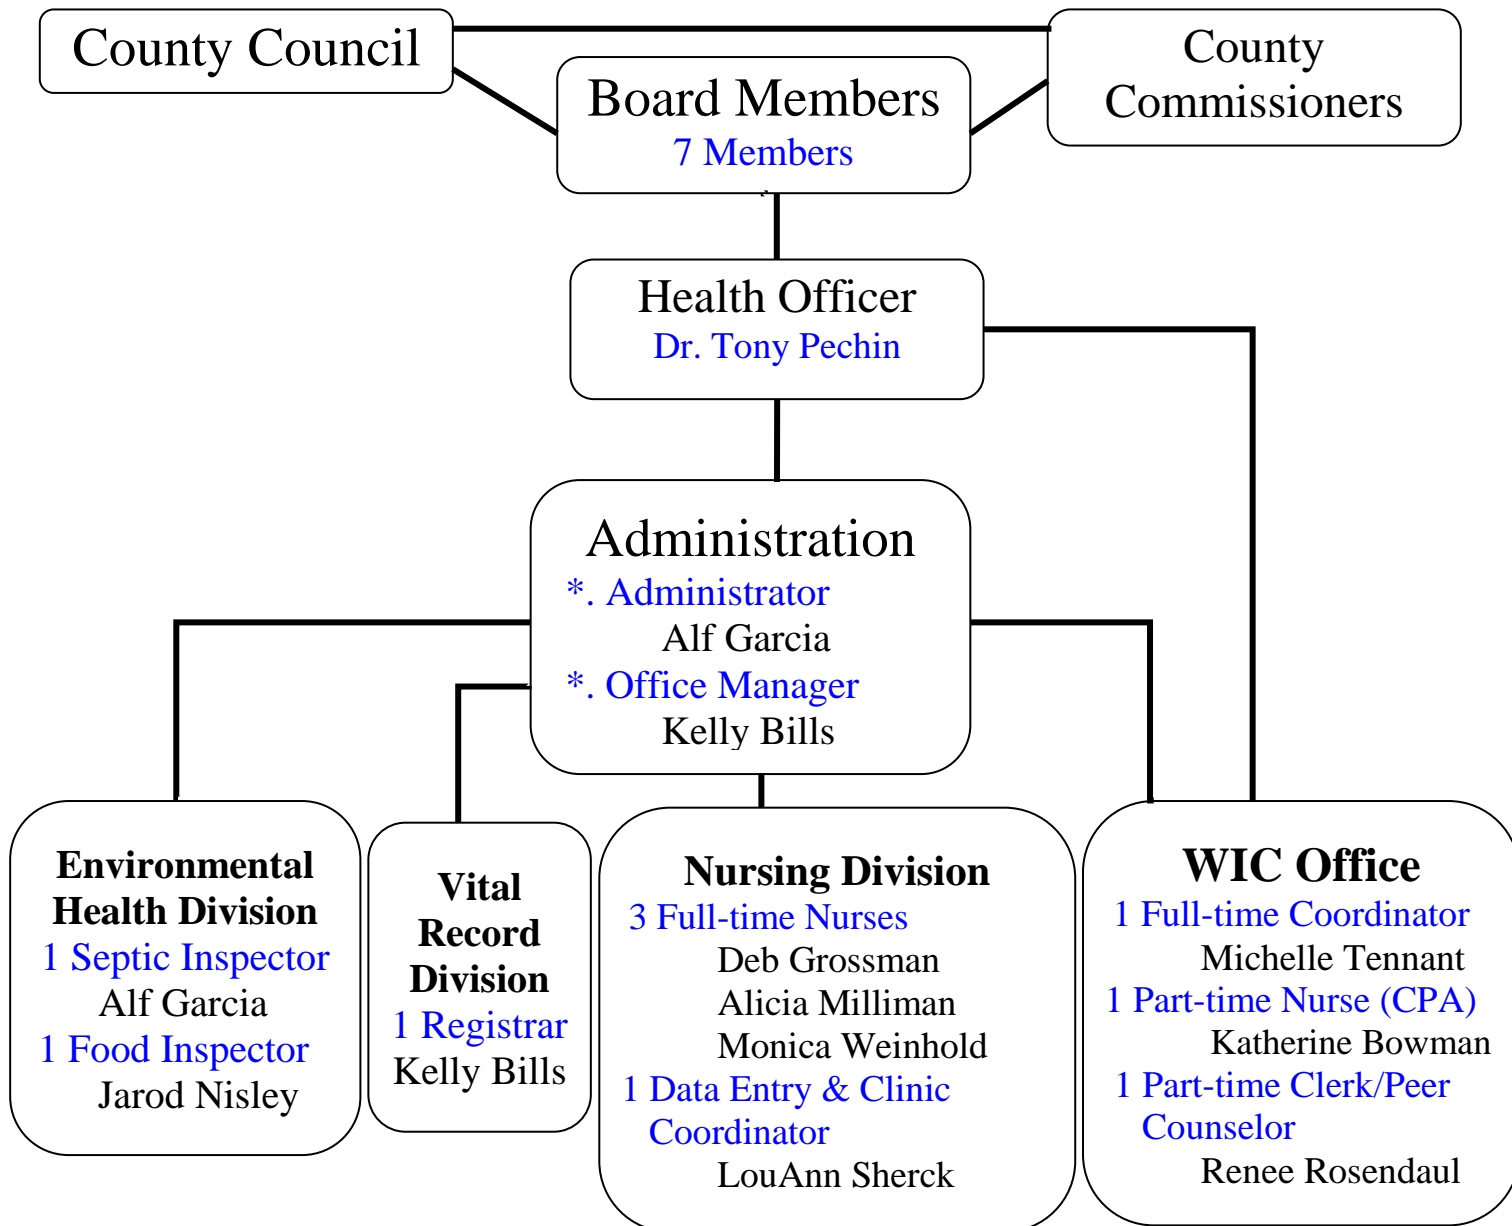 County Council
County
Commissioners
Board Members
7 Members
Health Officer
Dr. Tony Pechin
Administration
*. Administrator
Alf Garcia
*. Office Manager
Kelly Bills
Environmental
Health Division
1 Septic Inspector
Alf Garcia
1 Food Inspector
Jarod Nisley
Vital
Record
Division
1 Registrar
Kelly Bills
Nursing Division
3 Full-time Nurses
Deb Grossman
Alicia Milliman
Monica Weinhold
1 Data Entry & Clinic
Coordinator
LouAnn Sherck
WIC Office
1 Full-time Coordinator
Michelle Tennant
1 Part-time Nurse (CPA)
Katherine Bowman
1 Part-time Clerk/Peer
Counselor
Renee Rosendaul